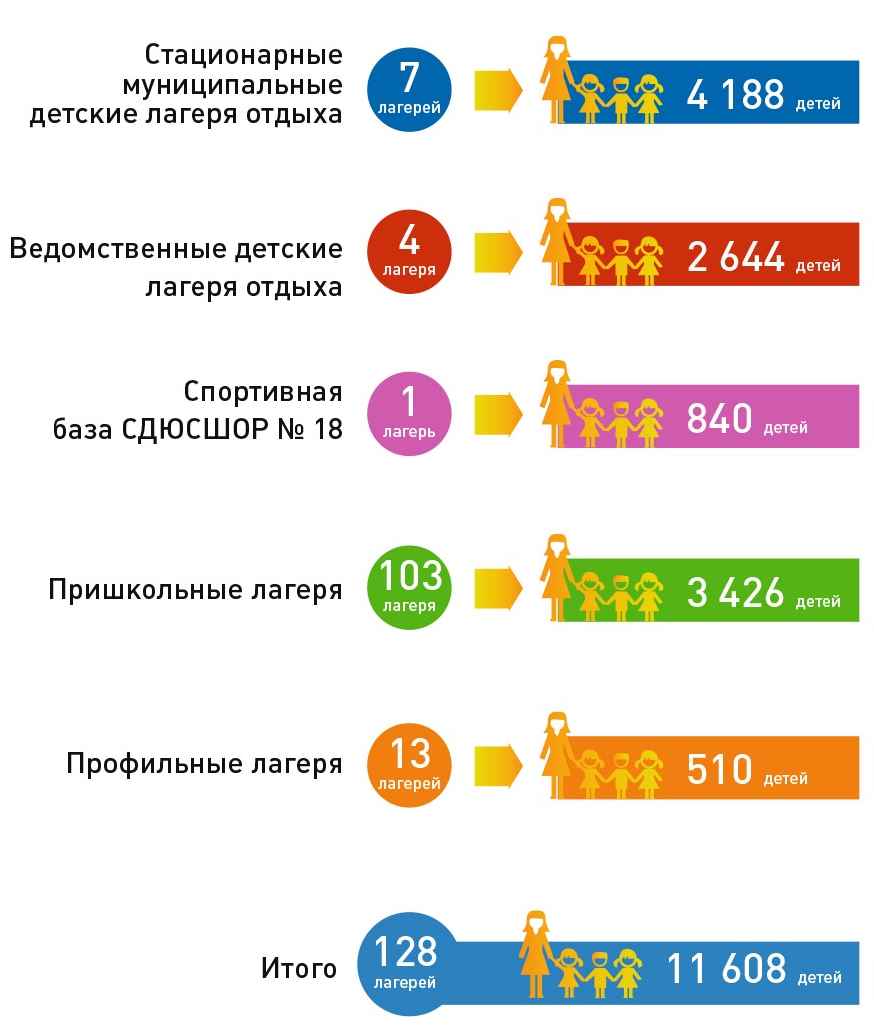 Стационарные
муниципальные
детские лагеря отдыха
7
лагерей
4 188 детей
Ведомственные детские
лагеря отдыха
4
лагеря
2 644 детей
Спортивная
база СДЮСШОР № 18
1
лагерь
840 детей
Пришкольные лагеря
103
лагеря
3 426 детей
Профильные лагеря
13
лагерей
510 детей
Итого
128
лагерей
11 608 детей